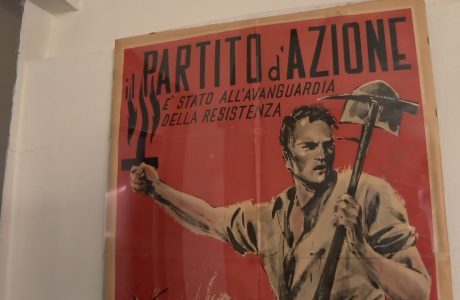 il PARTITO d'AZIONE
E' STATO ALL'AVANGUARDIA
DELLA RESISTENZA